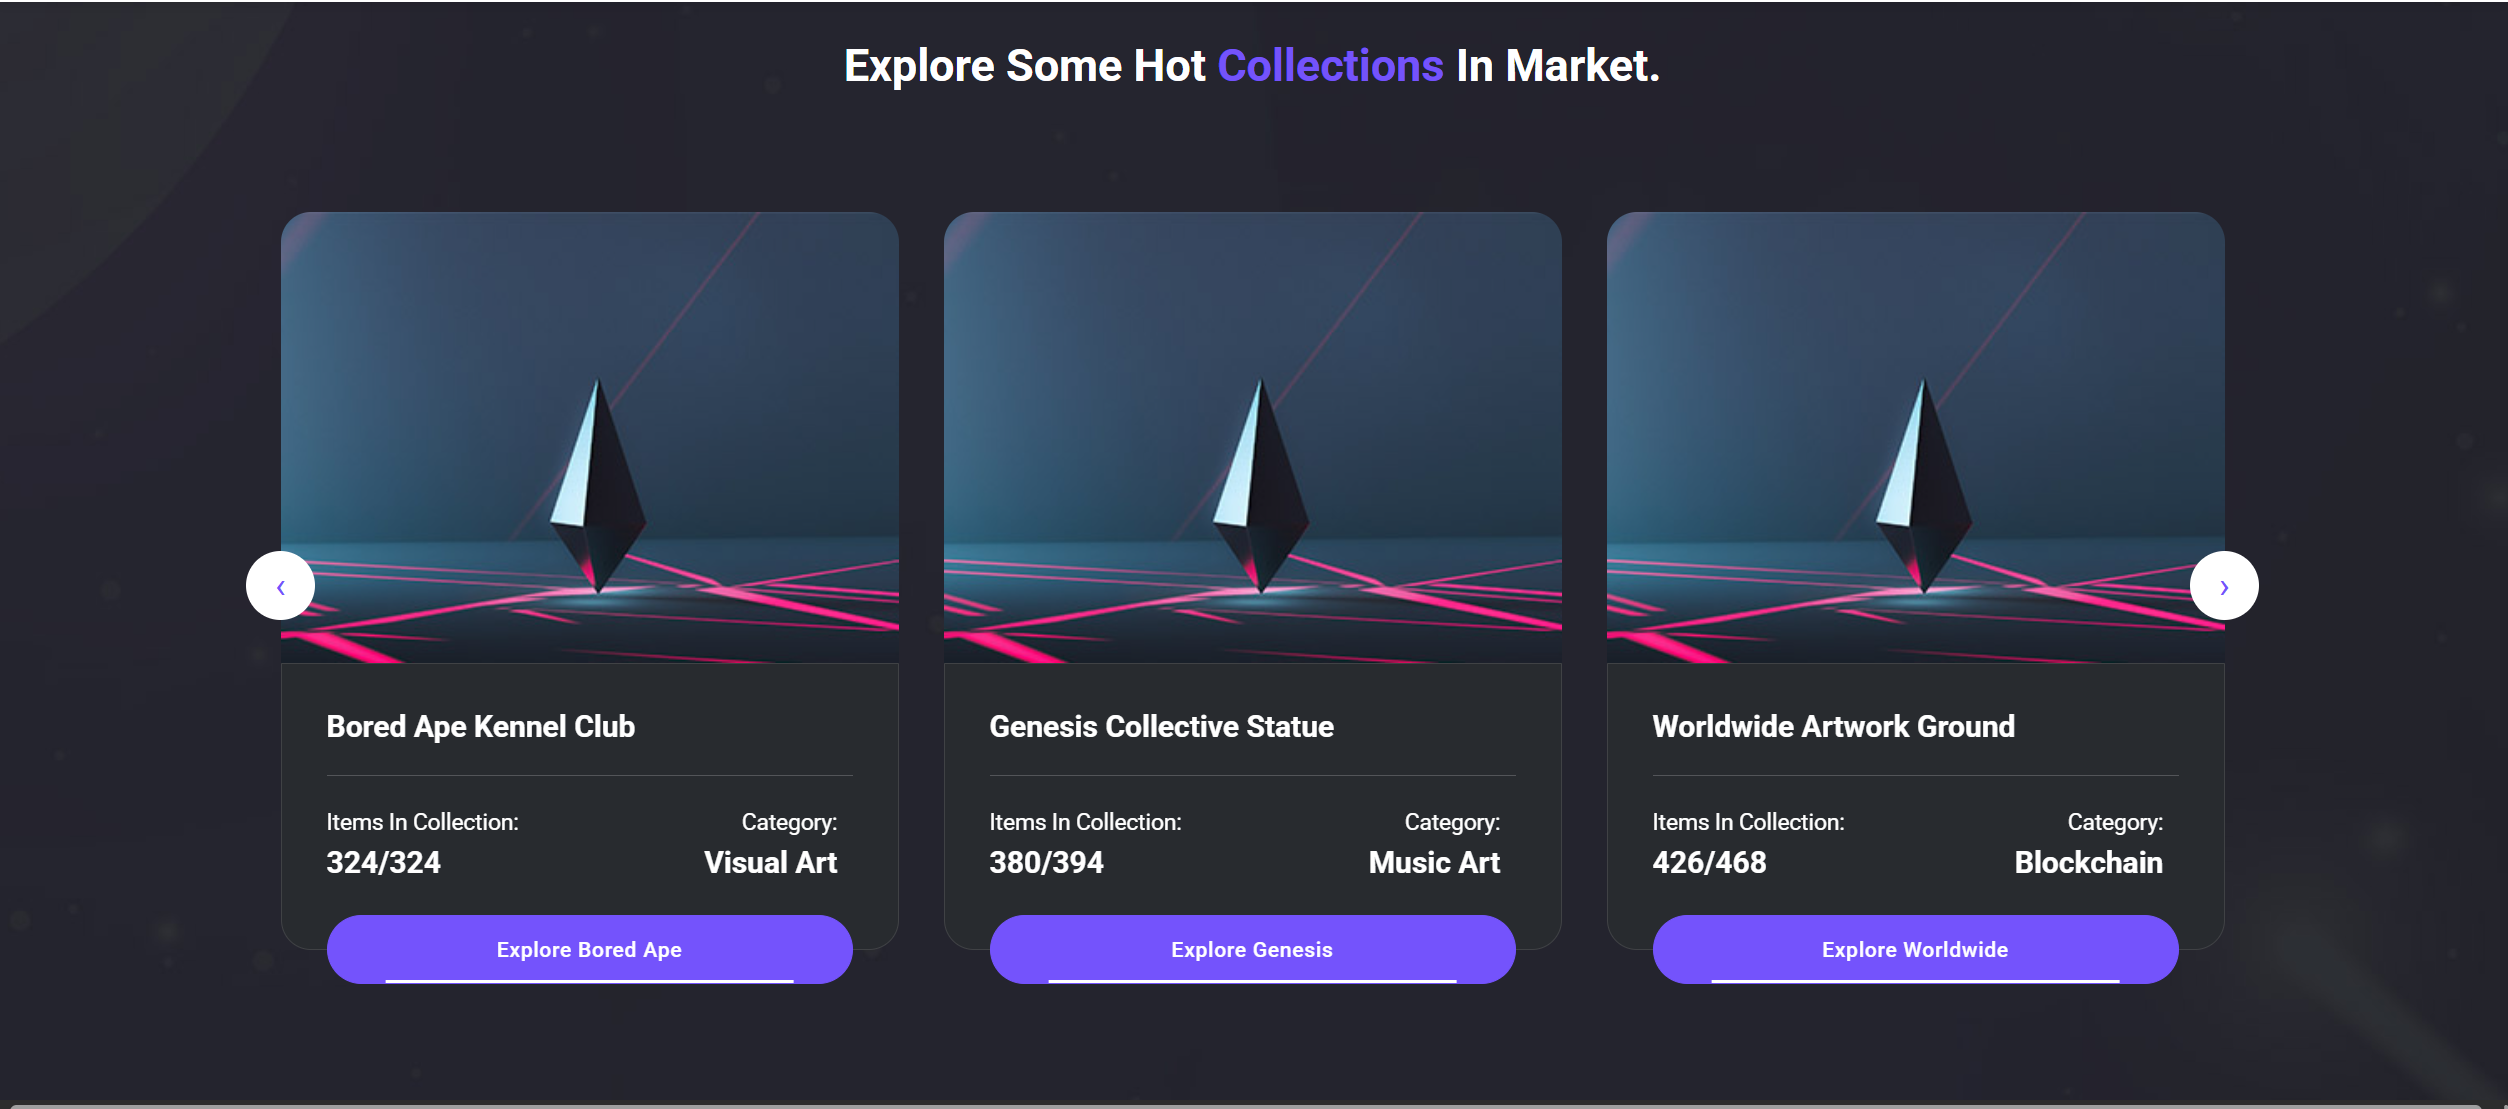 Explore Some Hot Collections In Market.
Bored Ape Kennel Club
Items In Collection:
324/324
Category:
Visual Art
Explore Bored Ape
Genesis Collective Statue
Items In Collection:
380/394
Category:
Music Art
Explore Genesis
Worldwide Artwork Ground
Items In Collection:
426/468
Category:
Blockchain
Explore Worldwide